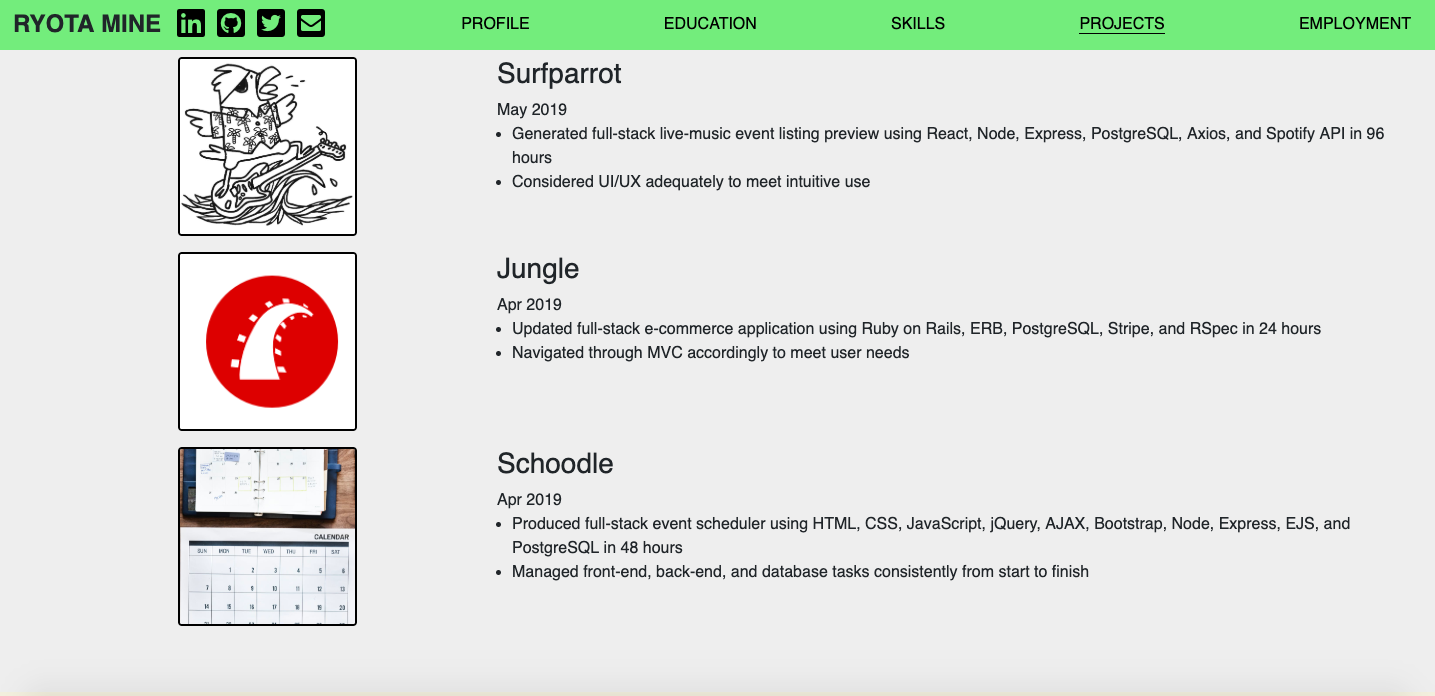 RYOTA MINE
PROFILE
EDUCATION
SKILLS
PROJECTS
EMPLOYMENT
Surfparrot
May 2019
Generated full-stack live-music event listing preview using React, Node, Express, PostgreSQL, Axios, and Spotify API in 96
hours
Considered UI/UX adequately to meet intuitive use
Jungle
Apr 2019
Updated full-stack e-commerce application using Ruby on Rails, ERB, PostgreSQL, Stripe, and RSpec in 24 hours
Navigated through MVC accordingly to meet user needs
CALENDAR
SUN MON TUE WED THU FRI SAT
1 2 3 4 5 6
7 8 9 10 11 12 13
14 15 16 17 18 19 20
Schoodle
Apr 2019
Produced full-stack event scheduler using HTML, CSS, JavaScript, jQuery, AJAX, Bootstrap, Node, Express, EJS, and
PostgreSQL in 48 hours
Managed front-end, back-end, and database tasks consistently from start to finish